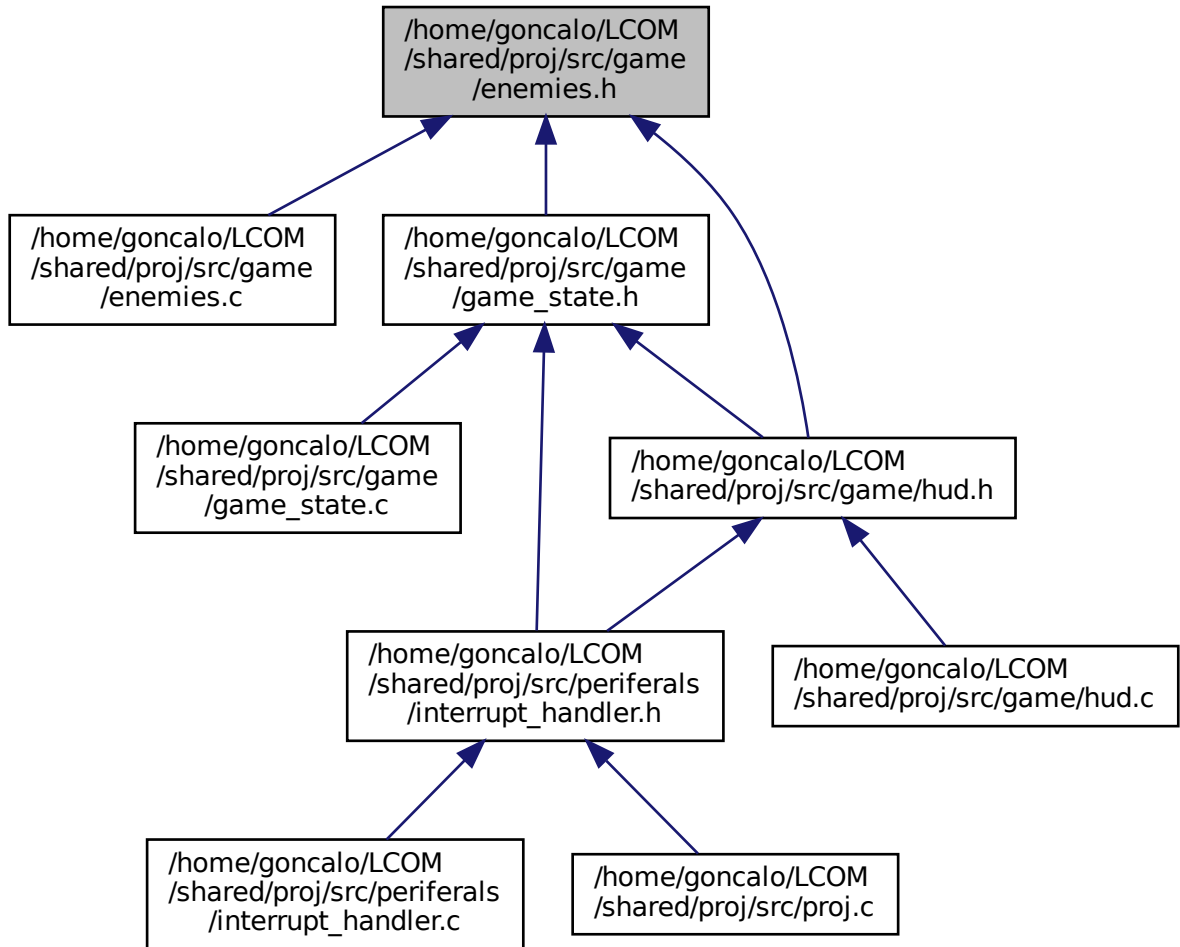 /home/goncalo/LCOM
/shared/proj/src/game
/enemies.h
/home/goncalo/LCOM
/shared/proj/src/game
/enemies.c
/home/goncalo/LCOM
/shared/proj/src/game
/game_state.h
/home/goncalo/LCOM
/shared/proj/src/game
/game_state.c
/home/goncalo/LCOM
/shared/proj/src/game/hud.h
/home/goncalo/LCOM
/shared/proj/src/periferals
/interrupt_handler.h
/home/goncalo/LCOM
/shared/proj/src/game/hud.c
/home/goncalo/LCOM
/shared/proj/src/periferals
/interrupt_handler.c
/home/goncalo/LCOM
/shared/proj/src/proj.c